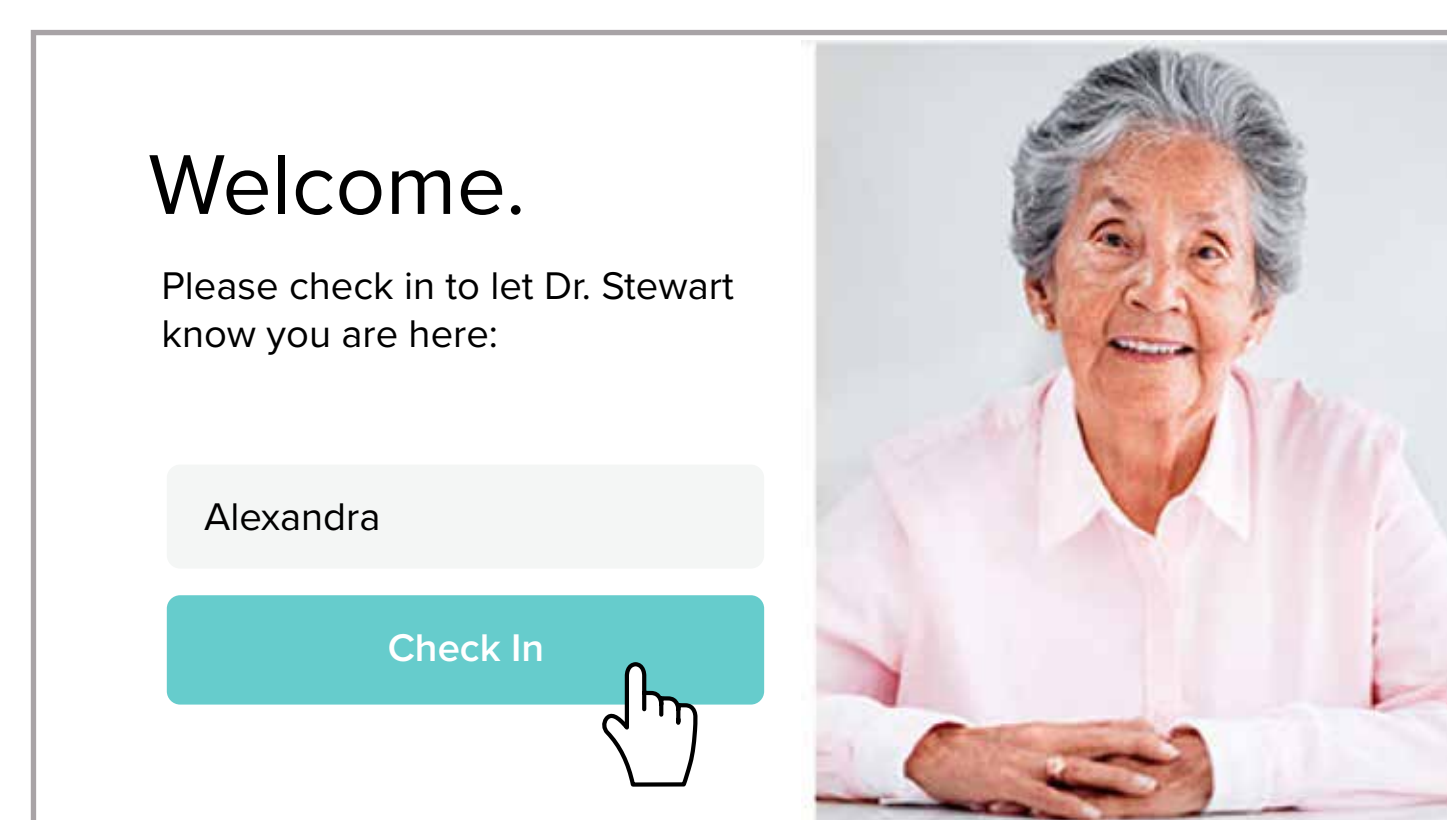 Welcome.
Please check in to let Dr. Stewart
know you are here:
Alexandra
Check In